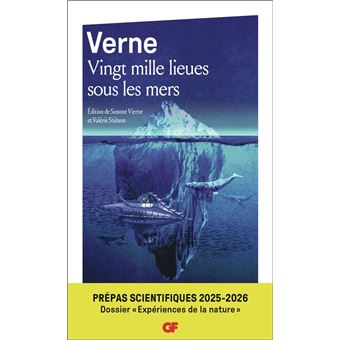 Verne
Vingt mille lieues
sous les mers
Édition de Simone Vierne
et Valérie Stiénon
PRÉPAS SCIENTIFIQUES 2025-2026
Dossier « Expériences de la nature »
GF